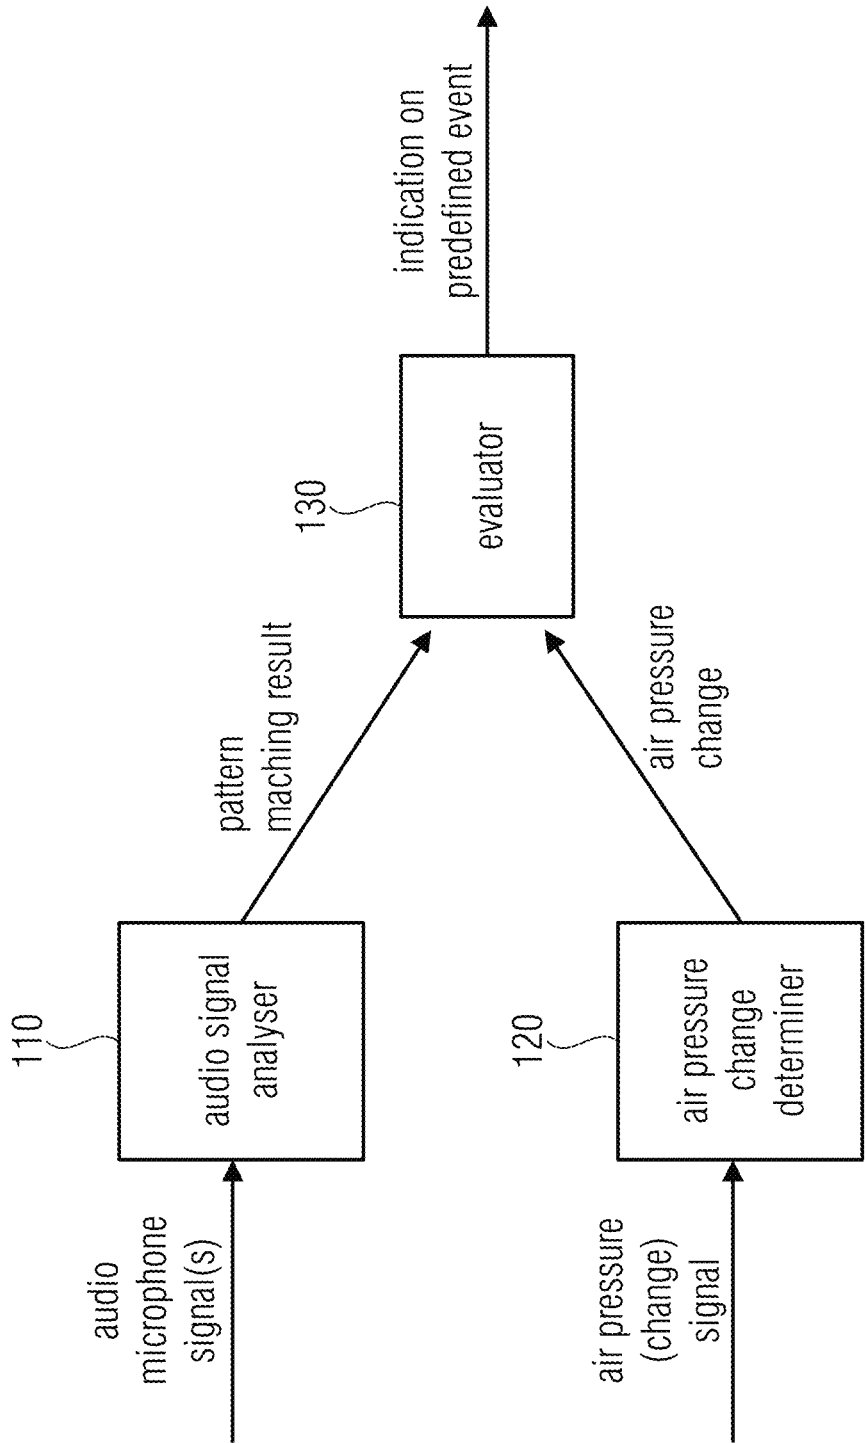 audio
microphone
signal(s)
110
audio signal
analyser
pattern
maching result
130
evaluator
indication on
predefined event
air pressure
(change)
signal
120
air pressure
change
determiner
air pressure
change